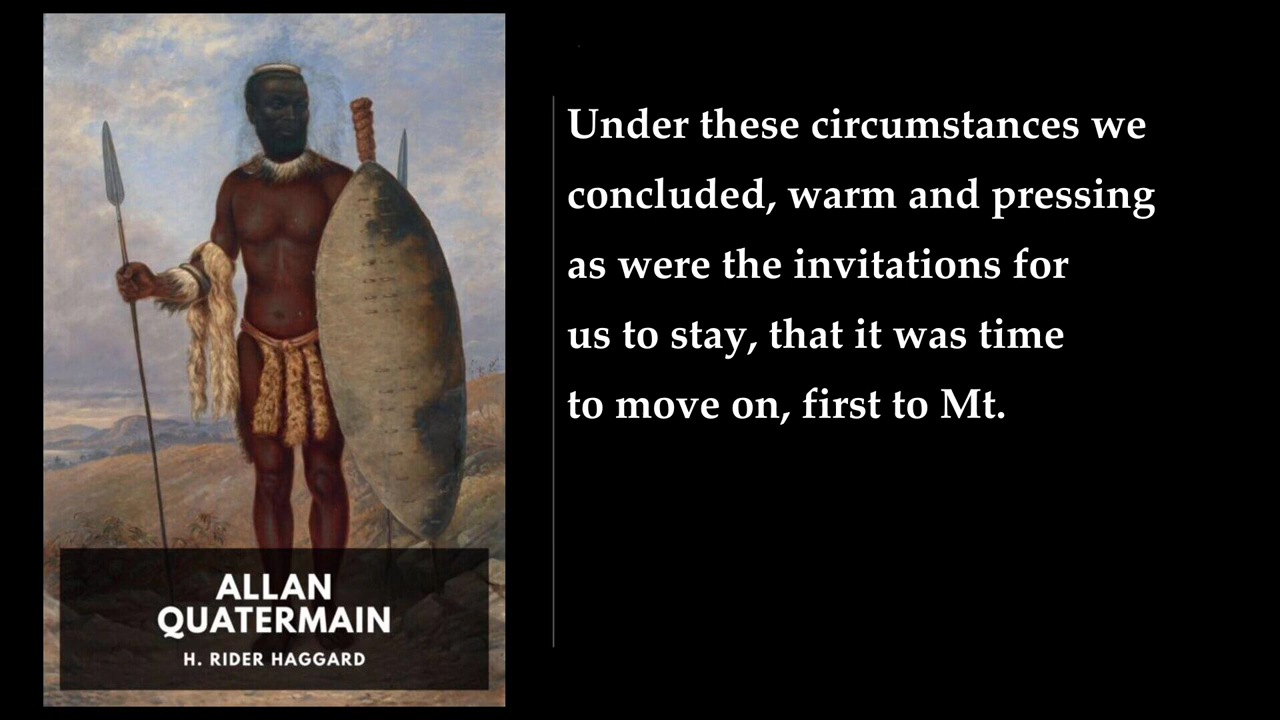 Under these circumstances we
concluded, warm and pressing
as were the invitations for
us to stay, that it was time
to move on, first to Mt.
ALLAN
QUATERMAIN
H. RIDER HAGGARD